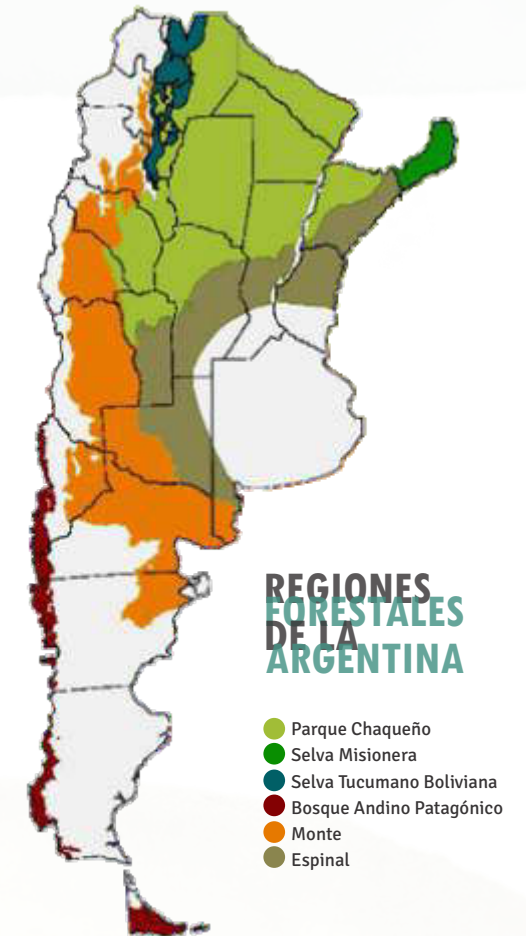 REGIONES
FORESTALES
DE LA
ARGENTINA
Parque Chaqueño
Selva Misionera
Selva Tucumano Boliviana
Bosque Andino Patagónico
Monte
Espinal